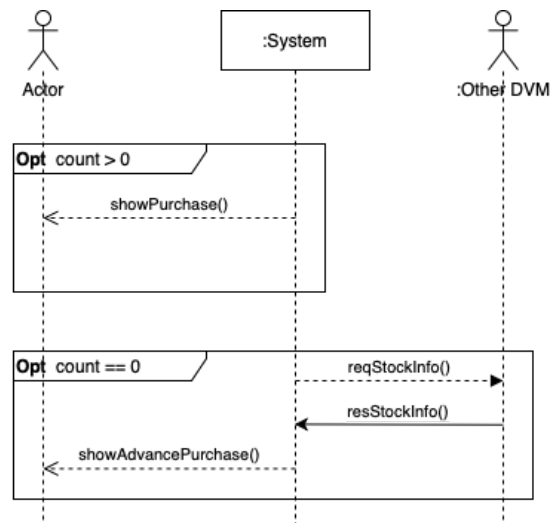 :System
Actor
:Other DVM
Opt count > 0
showPurchase()
Opt count == 0
reqStockInfo()
resStockInfo()
showAdvancePurchase()